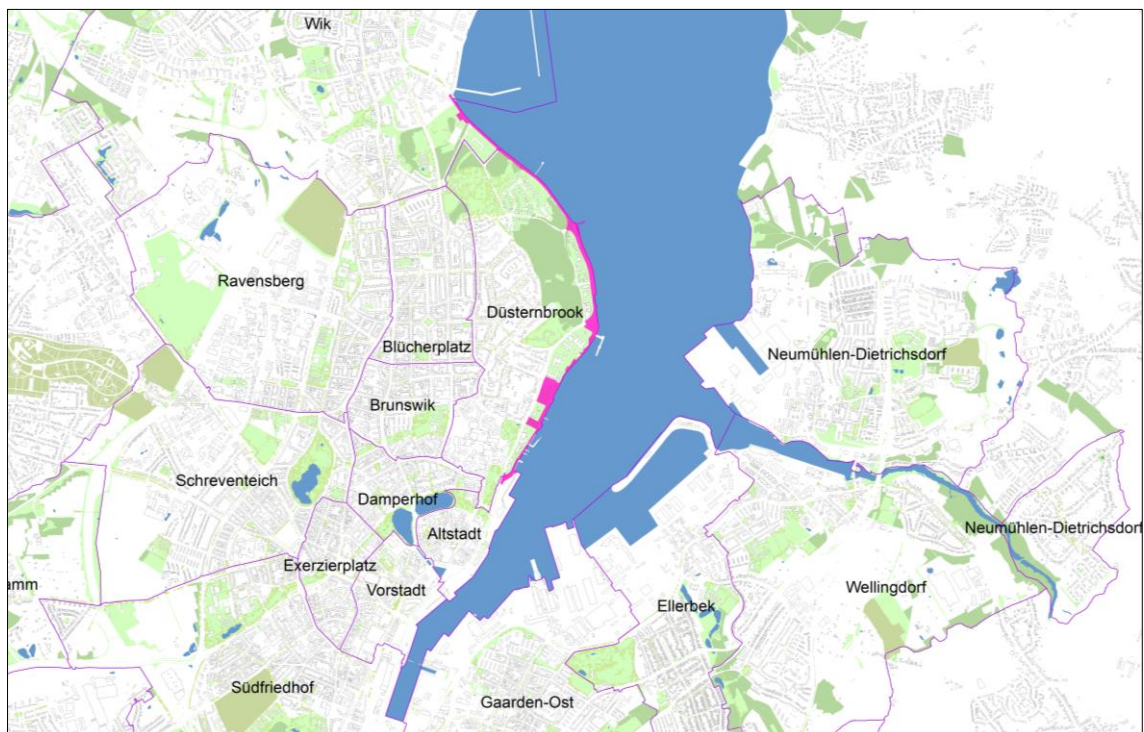 Wik
Ravensberg
Düsternbrook
Blücherplatz
Neumühlen-Dietrichsdorf
Brunswik
Schreventeich
Damperhof
Altstadt
Neumühlen-Dietrichsdorf
Exerzierplatz
Vorstadt
amm
Ellerbek
Wellingdorf
Südfriedhof
Gaarden-Ost